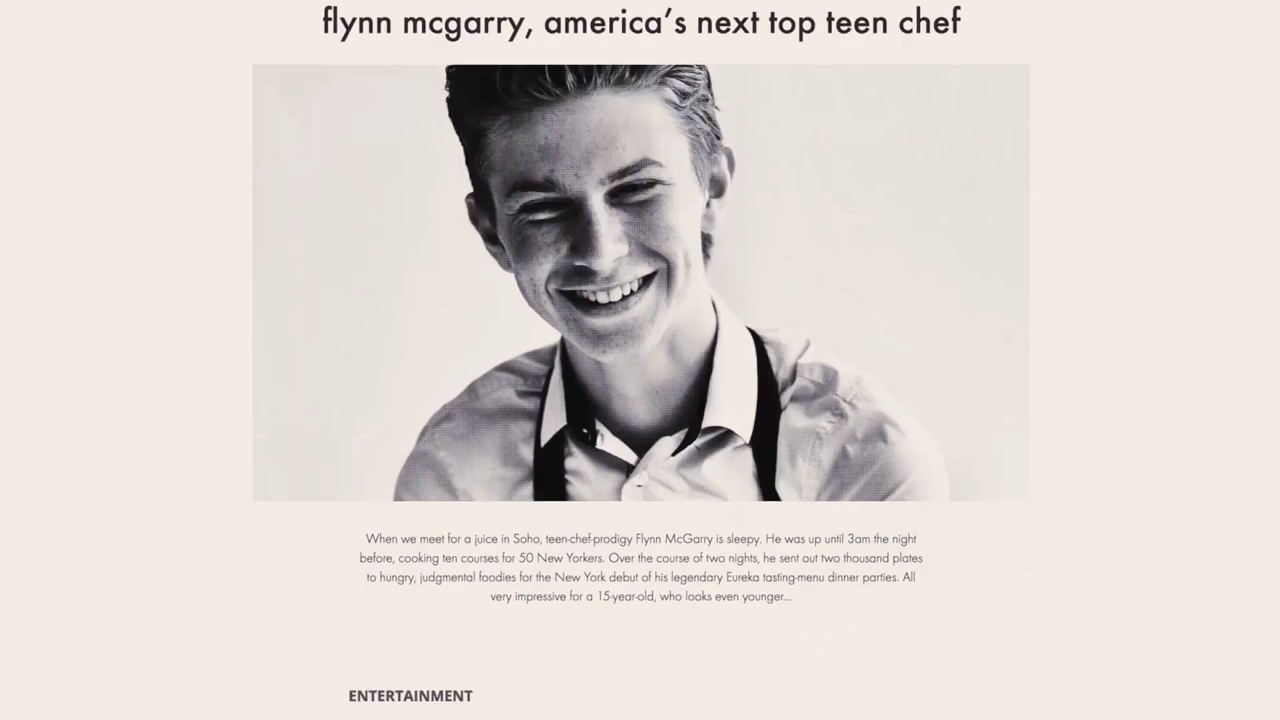 flynn mcgarry, america's next top teen chef
When we meet for a juice in Soho, teen-chef-prodigy Flynn McGarry is sleepy. He was up until 3am the night
before, cooking ten courses for 50 New Yorkers. Over the course of two nights, he sent out two thousand plates
to hungry, judgmental foodies for the New York debut of his legendary Eureka tasting-menu dinner parties. All
very impressive for a 15-year-old, who looks even younger...
ENTERTAINMENT